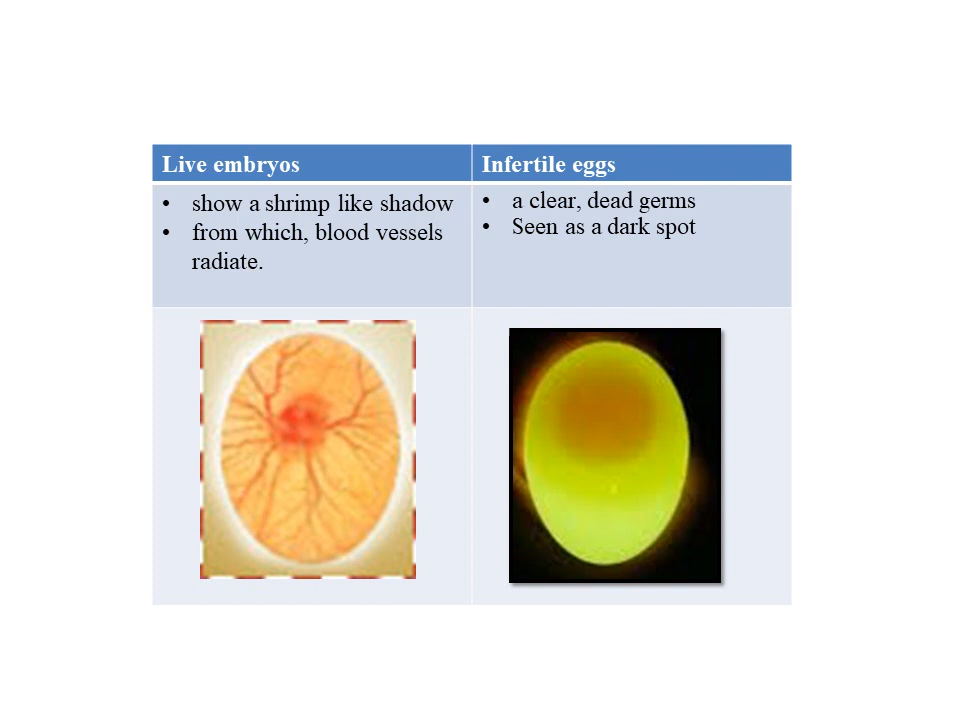 Live embryos
Infertile eggs
• show a shrimp like shadow
• from which, blood vessels
radiate.
• a clear, dead germs
• Seen as a dark spot